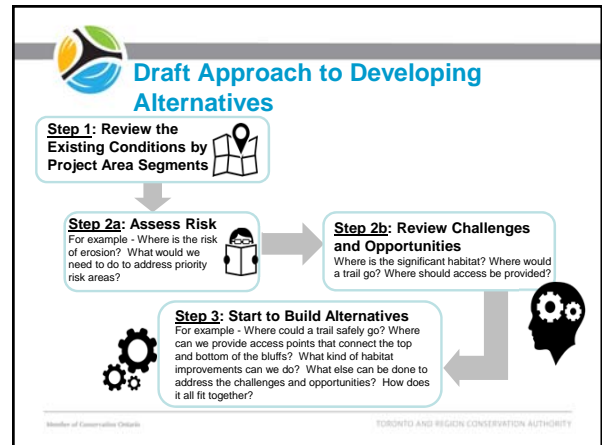 Draft Approach to Developing
Alternatives
Step 1: Review the
Existing Conditions by
Project Area Segments
Step 2a: Assess Risk
For example - Where is the risk
of erosion? What would we
need to do to address priority
risk areas?
Step 2b: Review Challenges
and Opportunities
Where is the significant habitat? Where would
a trail go? Where should access be provided?
Step 3: Start to Build Alternatives
For example - Where could a trail safely go? Where
can we provide access points that connect the top
and bottom of the bluffs? What kind of habitat
improvements can we do? What else can be done to
address the challenges and opportunities? How does
it all fit together?
Member of Conservation Ontario
TORONTO AND REGION CONSERVATION AUTHORITY